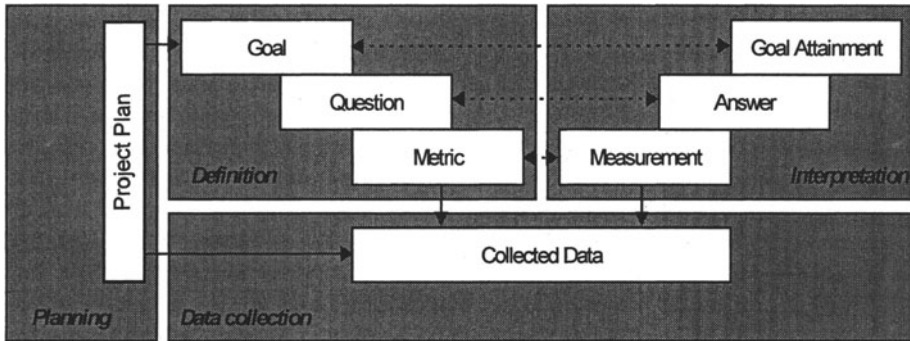 Project Plan
Goal
Goal Attainment
Question
Answer
Metric
Measurement
Definition
Interpretation
Collected Data
Planning
Data collection